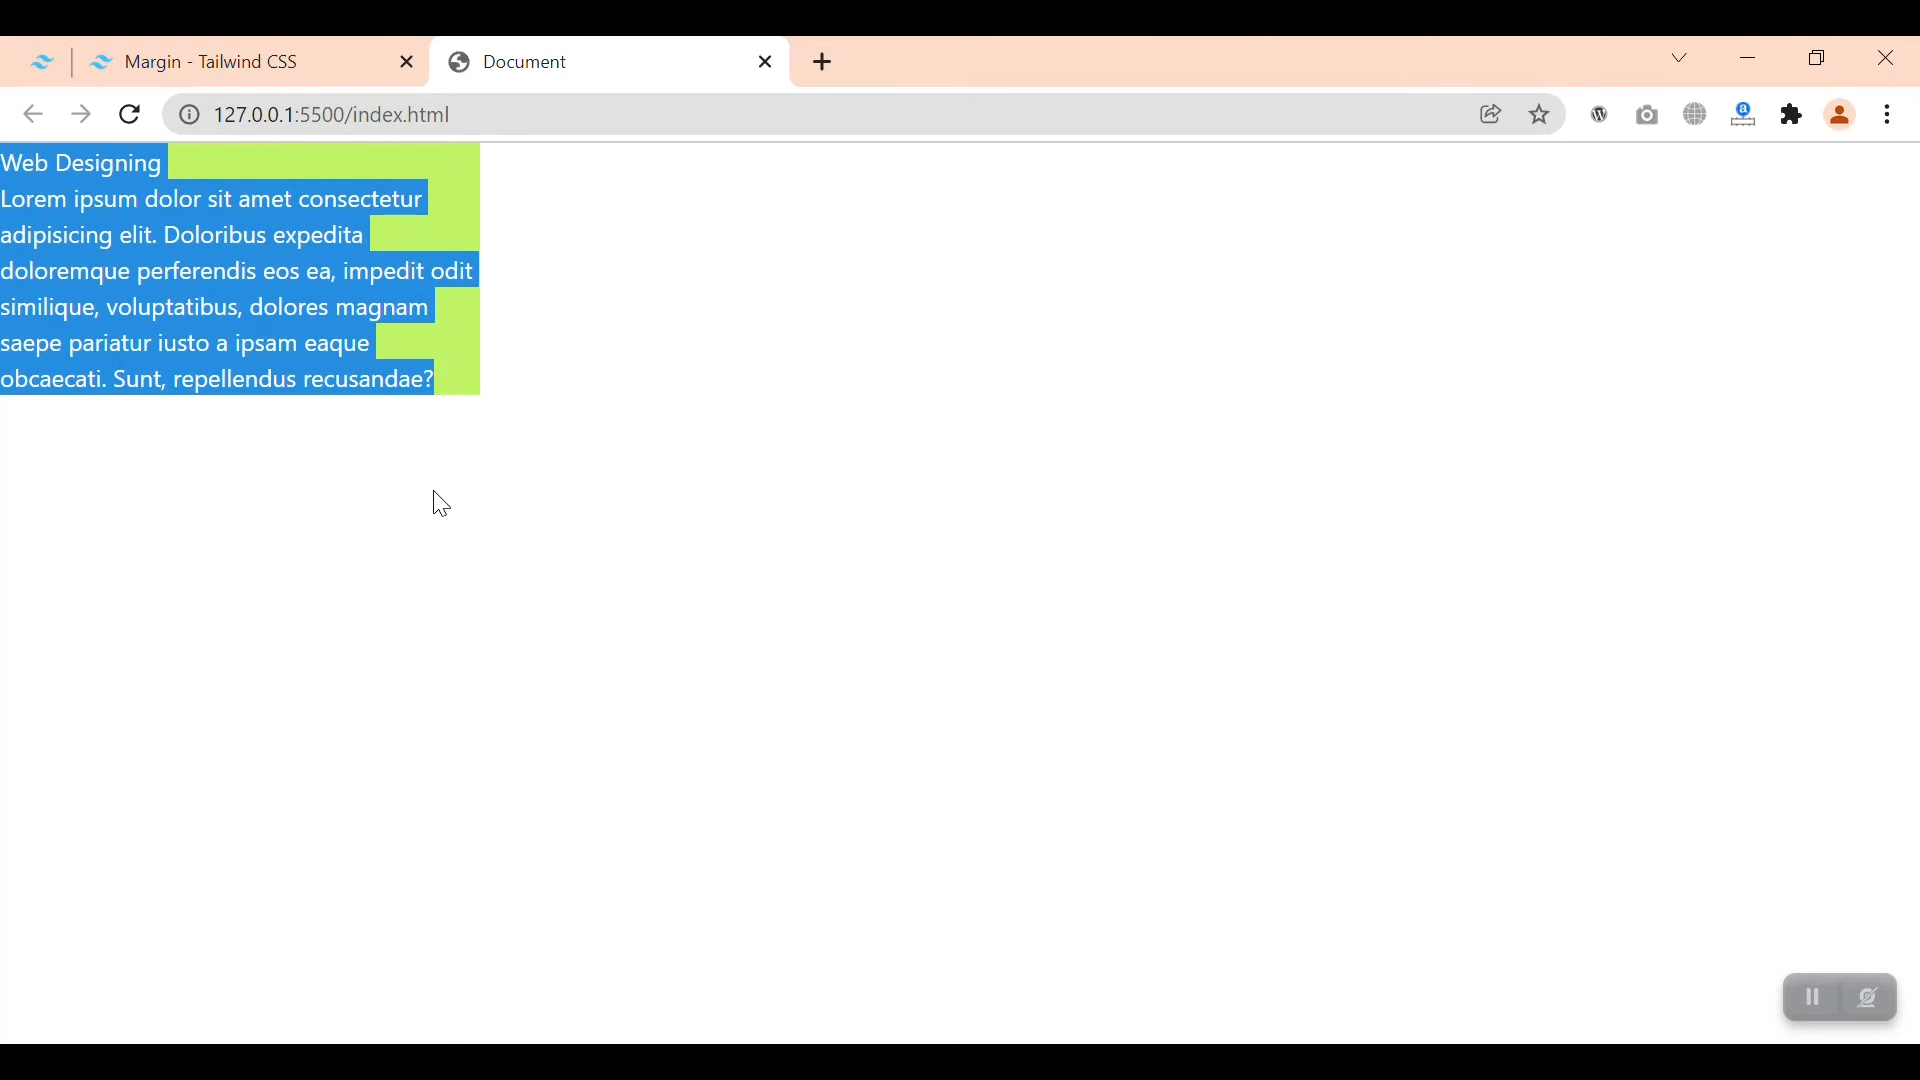 Margin - Tailwind CSS
Document
127.0.0.1:5500/index.html
Web Designing
Lorem ipsum dolor sit amet consectetur
adipisicing elit. Doloribus expedita
doloremque perferendis eos ea, impedit odit
similique, voluptatibus, dolores magnam
saepe pariatur iusto a ipsam eaque
obcaecati. Sunt, repellendus recusandae?